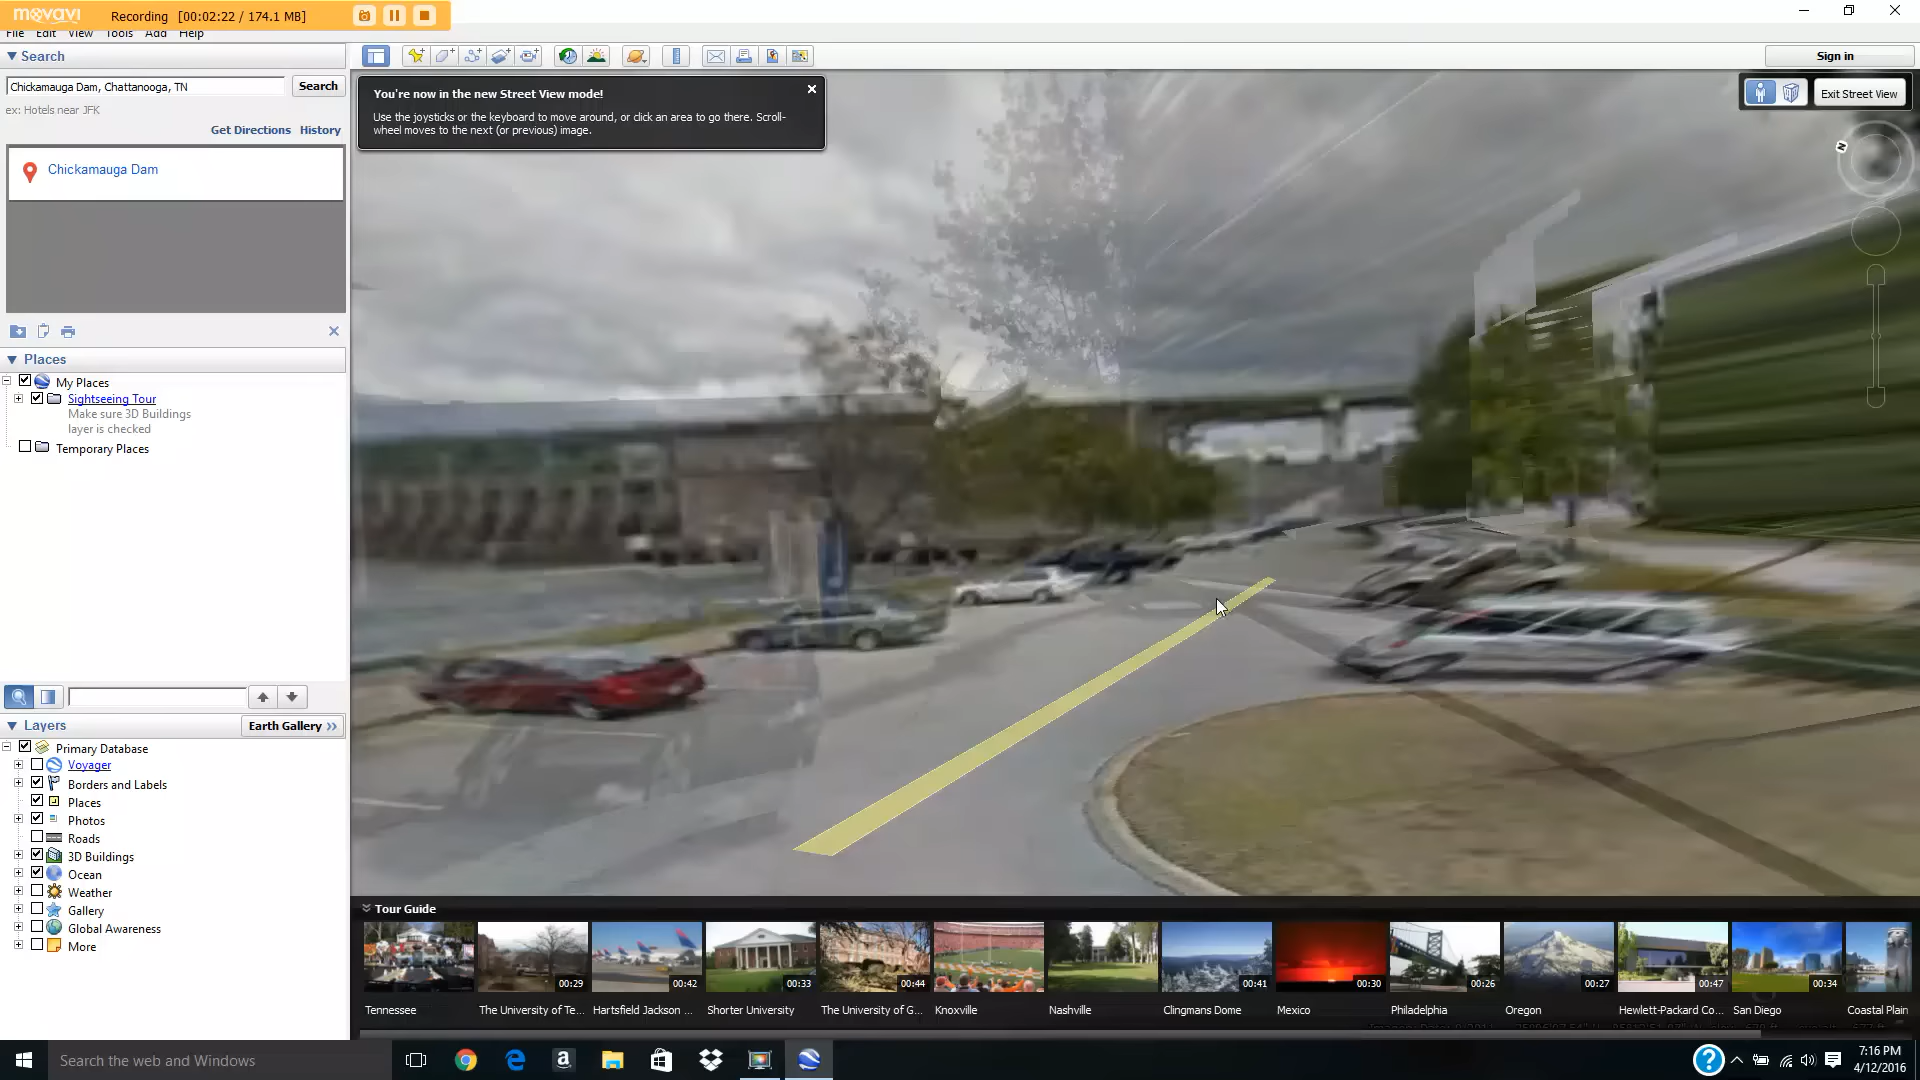 movavi
Recording [00:02:22 / 174.1 MB]
File Edit View Tools Add Help
Search
Sign in
Chickamauga Dam, Chattanooga, TN
Search
ex: Hotels near JFK
Get Directions History
Chickamauga Dam
You're now in the new Street View mode!
Use the joysticks or the keyboard to move around, or click an area to go there. Scroll-
wheel moves to the next (or previous) image.
Exit Street View
N
Places
My Places
Sightseeing Tour
Make sure 3D Buildings
layer is checked
Temporary Places
Layers
Earth Gallery >>
Primary Database
Voyager
Borders and Labels
Places
Photos
Roads
3D Buildings
Ocean
Weather
Gallery
Global Awareness
More
Tour Guide
00:29 00:42 00:33 00:44 00:41 00:30 00:26 00:27 00:47 00:34
Tennessee The University of Te... Hartsfield Jackson ... Shorter University The University of G... Knoxville Nashville Clingmans Dome Mexico Philadelphia Oregon Hewlett-Packard Co... San Diego Coastal Plain
Search the web and Windows
7:16 PM
4/12/2016